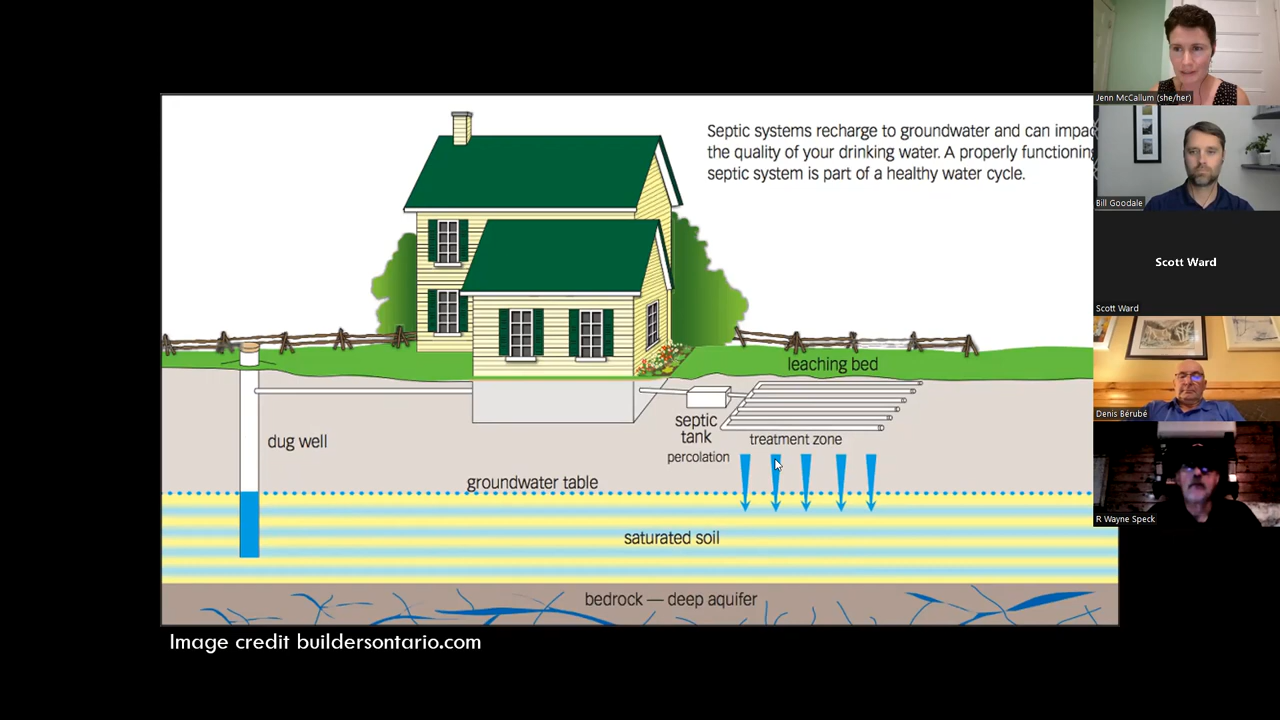 Septic systems recharge to groundwater and can
the quality of your drinking water. A properly functioning
septic system is part of a healthy water cycle.
leaching bed
septic
tank
treatment zone
percolation
dug well
groundwater table
saturated soil
bedrock — deep aquifer
Image credit buildersontario.com
Jenn McCallum (she/her)
Bill Goodale
Scott Ward
Scott Ward
Denis Bérubé
R Wayne Speck